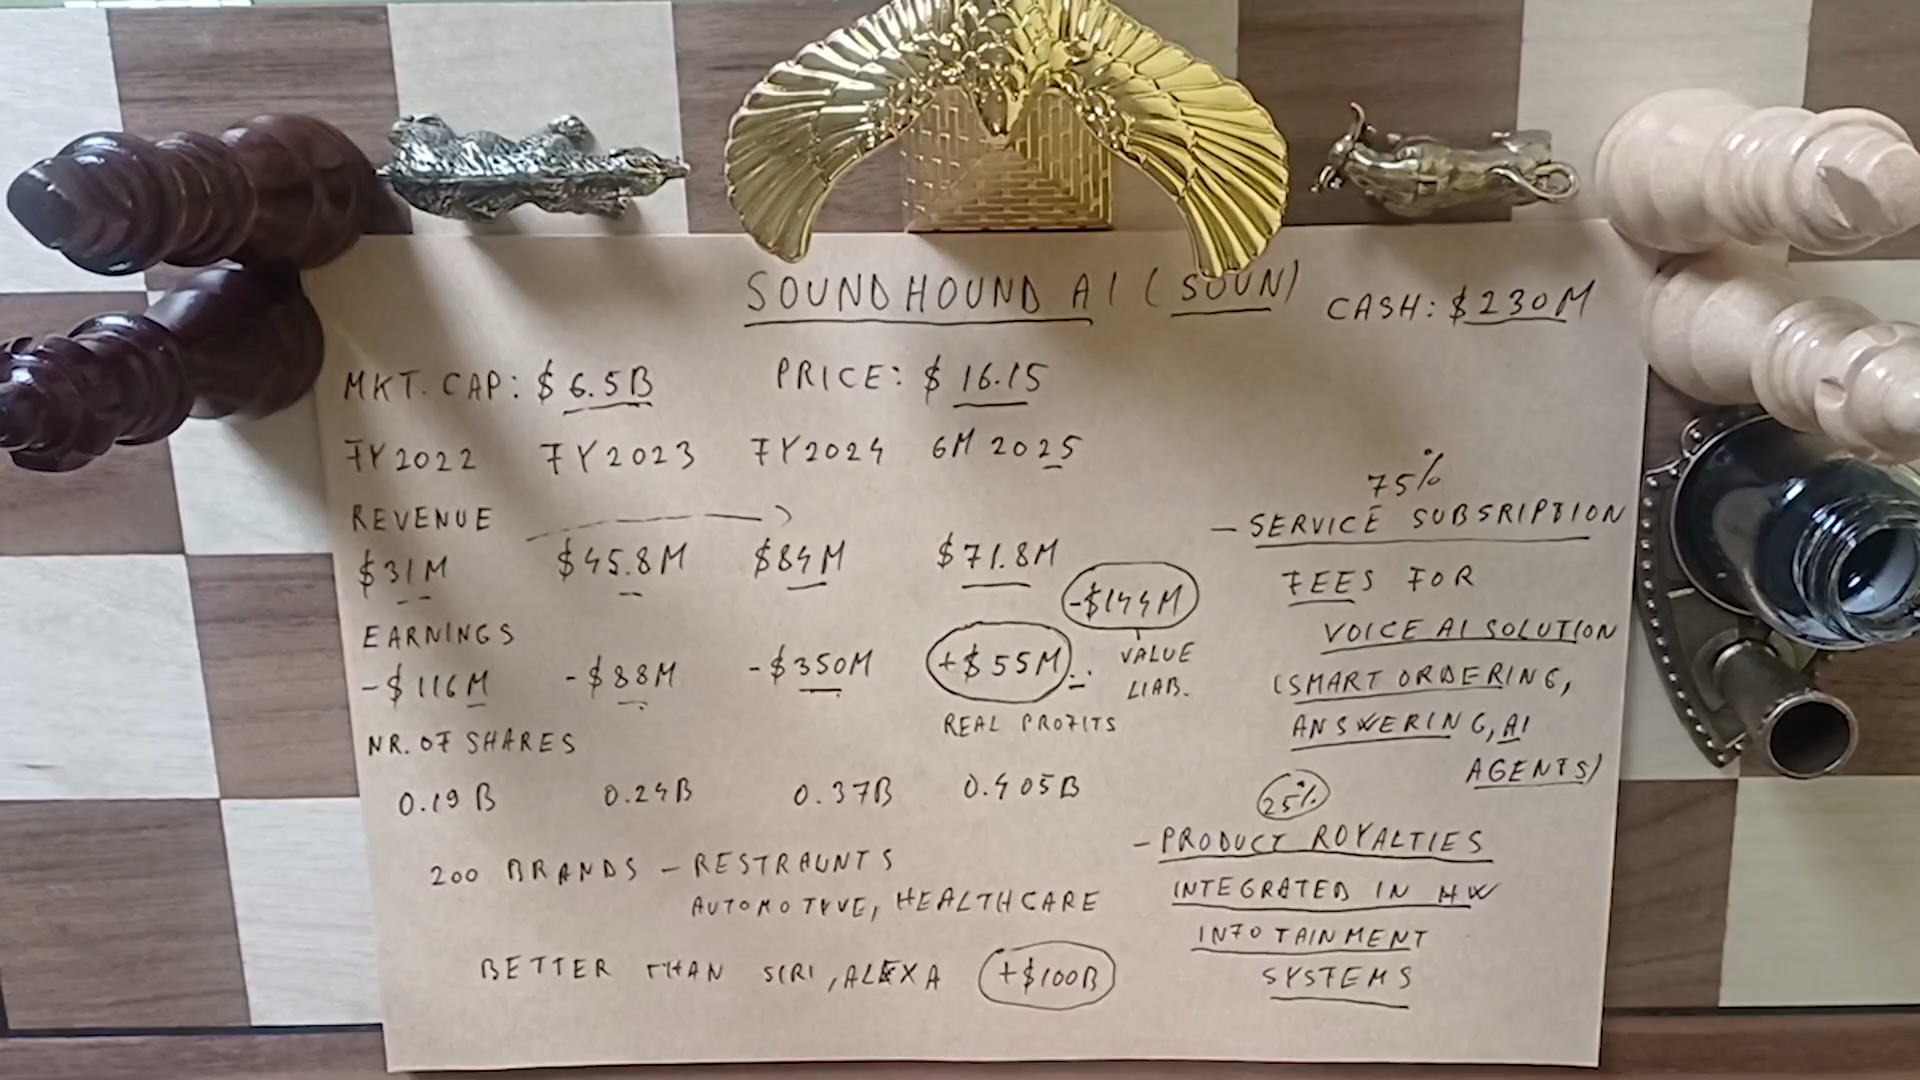 SOUNDHOUND AI (SOUN)
CASH: $230M
MKT. CAP: $6.5B
PRICE: $16.15
FY2022 FY2023 FY2024 6M 2025
REVENUE
$31M $45.8M $84M $71.8M
-$144M
VALUE
LIAB.
EARNINGS
-$116M -$88M -$350M +$55M
REAL PROFITS
NR. OF SHARES
0.19B 0.24B 0.37B 0.405B
200 BRANDS - RESTRAUNTS
AUTOMOTIVE, HEALTHCARE
BETTER THAN SIRI, ALEXA +$100B
75%
- SERVICE SUBSRIPTION
FEES FOR
VOICE AI SOLUTION
(SMART ORDERING,
ANSWERING, AI
AGENTS)
25%
- PRODUCT ROYALTIES
INTEGRATED IN HW
INFOTAINMENT
SYSTEMS